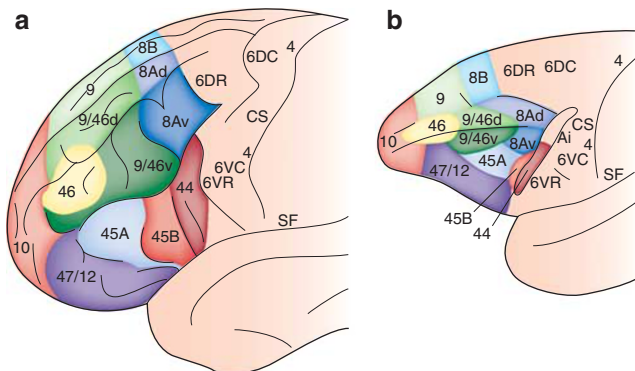 a
8B
4
8Ad
6DC
6DR
9
9/46d
8Av
CS
9/46v
4
46
44
6VC
6VR
SF
45A
45B
10
47/12
b
8B
6DR
6DC
4
9
8Ad
9/46d
CS
46
Ai
10
9/46v
8Av
4
45A
6VC
47/12
6VR
SF
45B
44